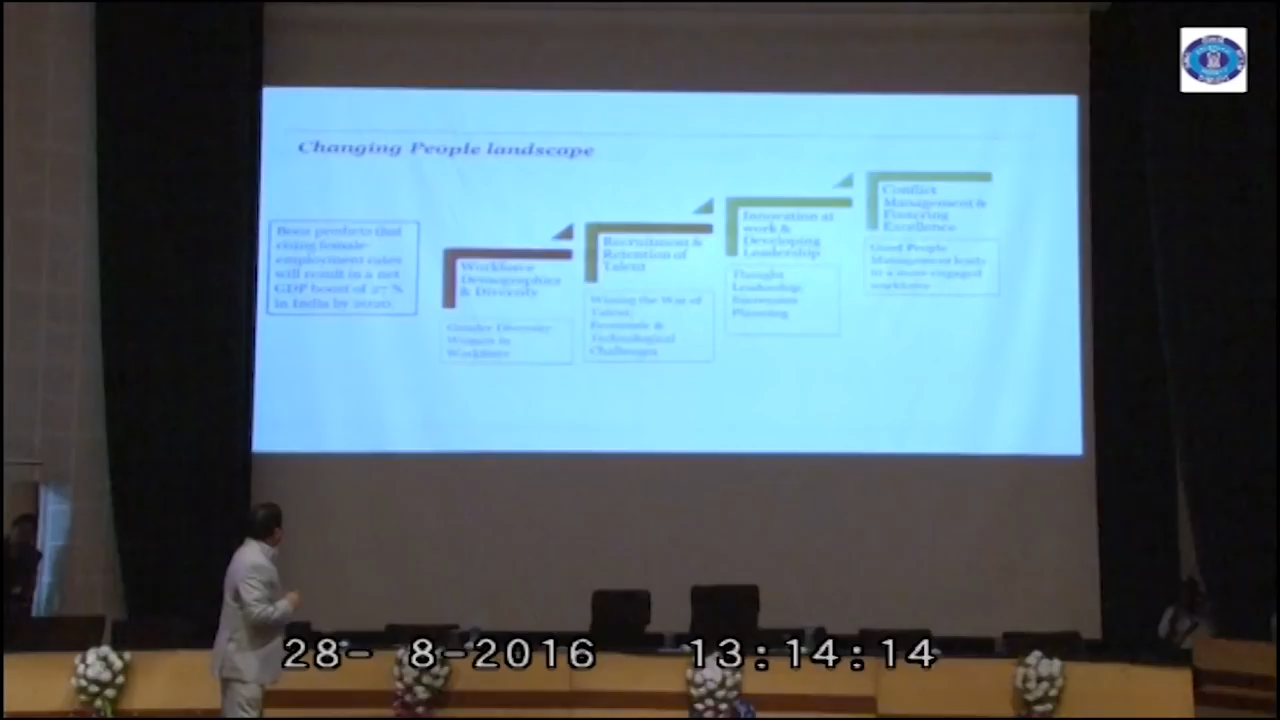 Changing People landscape
Booz predicts that
rising female
employment rates
will result in a net
GDP boost of 27 %
in India by 2020.
Workforce
Demographics
& Diversity
Gender Diversity
Women in
Workforce
Recruitment &
Retention of
Talent
Wining the War of
Talent,
Economic &
Technological
Challenges
Innovation at
work &
Developing
Leadership
Thought
Leadership
Succession
Planning
Conflict
Management &
Fostering
Excellence
Good People
Management leads
to a more engaged
workforce
28- 8-2016 13:14:14